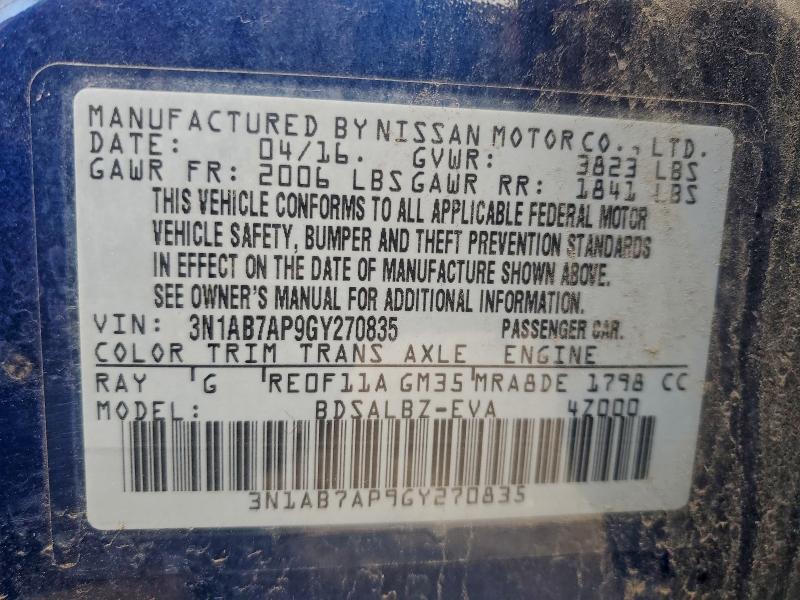 MANUFACTURED BY NISSAN MOTOR CO., LTD.
DATE: 04/16. GVWR: 3823 LBS
GAWR FR: 2006 LBS GAWR RR: 1841 LBS
THIS VEHICLE CONFORMS TO ALL APPLICABLE FEDERAL MOTOR
VEHICLE SAFETY, BUMPER AND THEFT PREVENTION STANDARDS
IN EFFECT ON THE DATE OF MANUFACTURE SHOWN ABOVE.
SEE OWNER'S MANUAL FOR ADDITIONAL INFORMATION.
VIN: 3N1AB7AP9GY270835 PASSENGER CAR.
COLOR TRIM TRANS AXLE ENGINE
RAY G RE0F11A GM35 MRA8DE 1798 CC
MODEL: BDSALBZ-EVA 4Z000
3N1AB7AP9GY270835